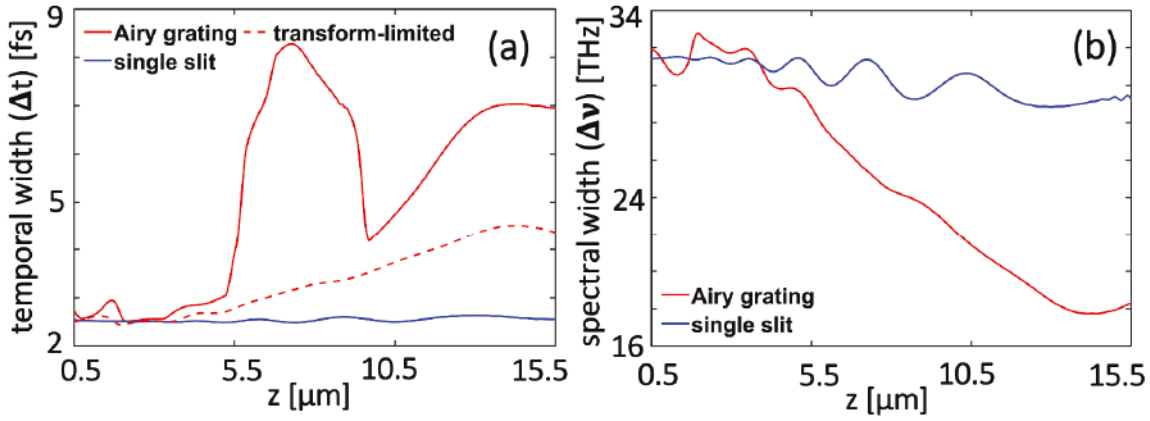 9
Airy grating
transform-limited
single slit
(a)
temporal width (Δt) [fs]
5
2
0.5
5.5
10.5
15.5
z [μm]
34
(b)
spectral width (Δν) [THz]
24
Airy grating
single slit
16
0.5
5.5
10.5
15.5
z [μm]